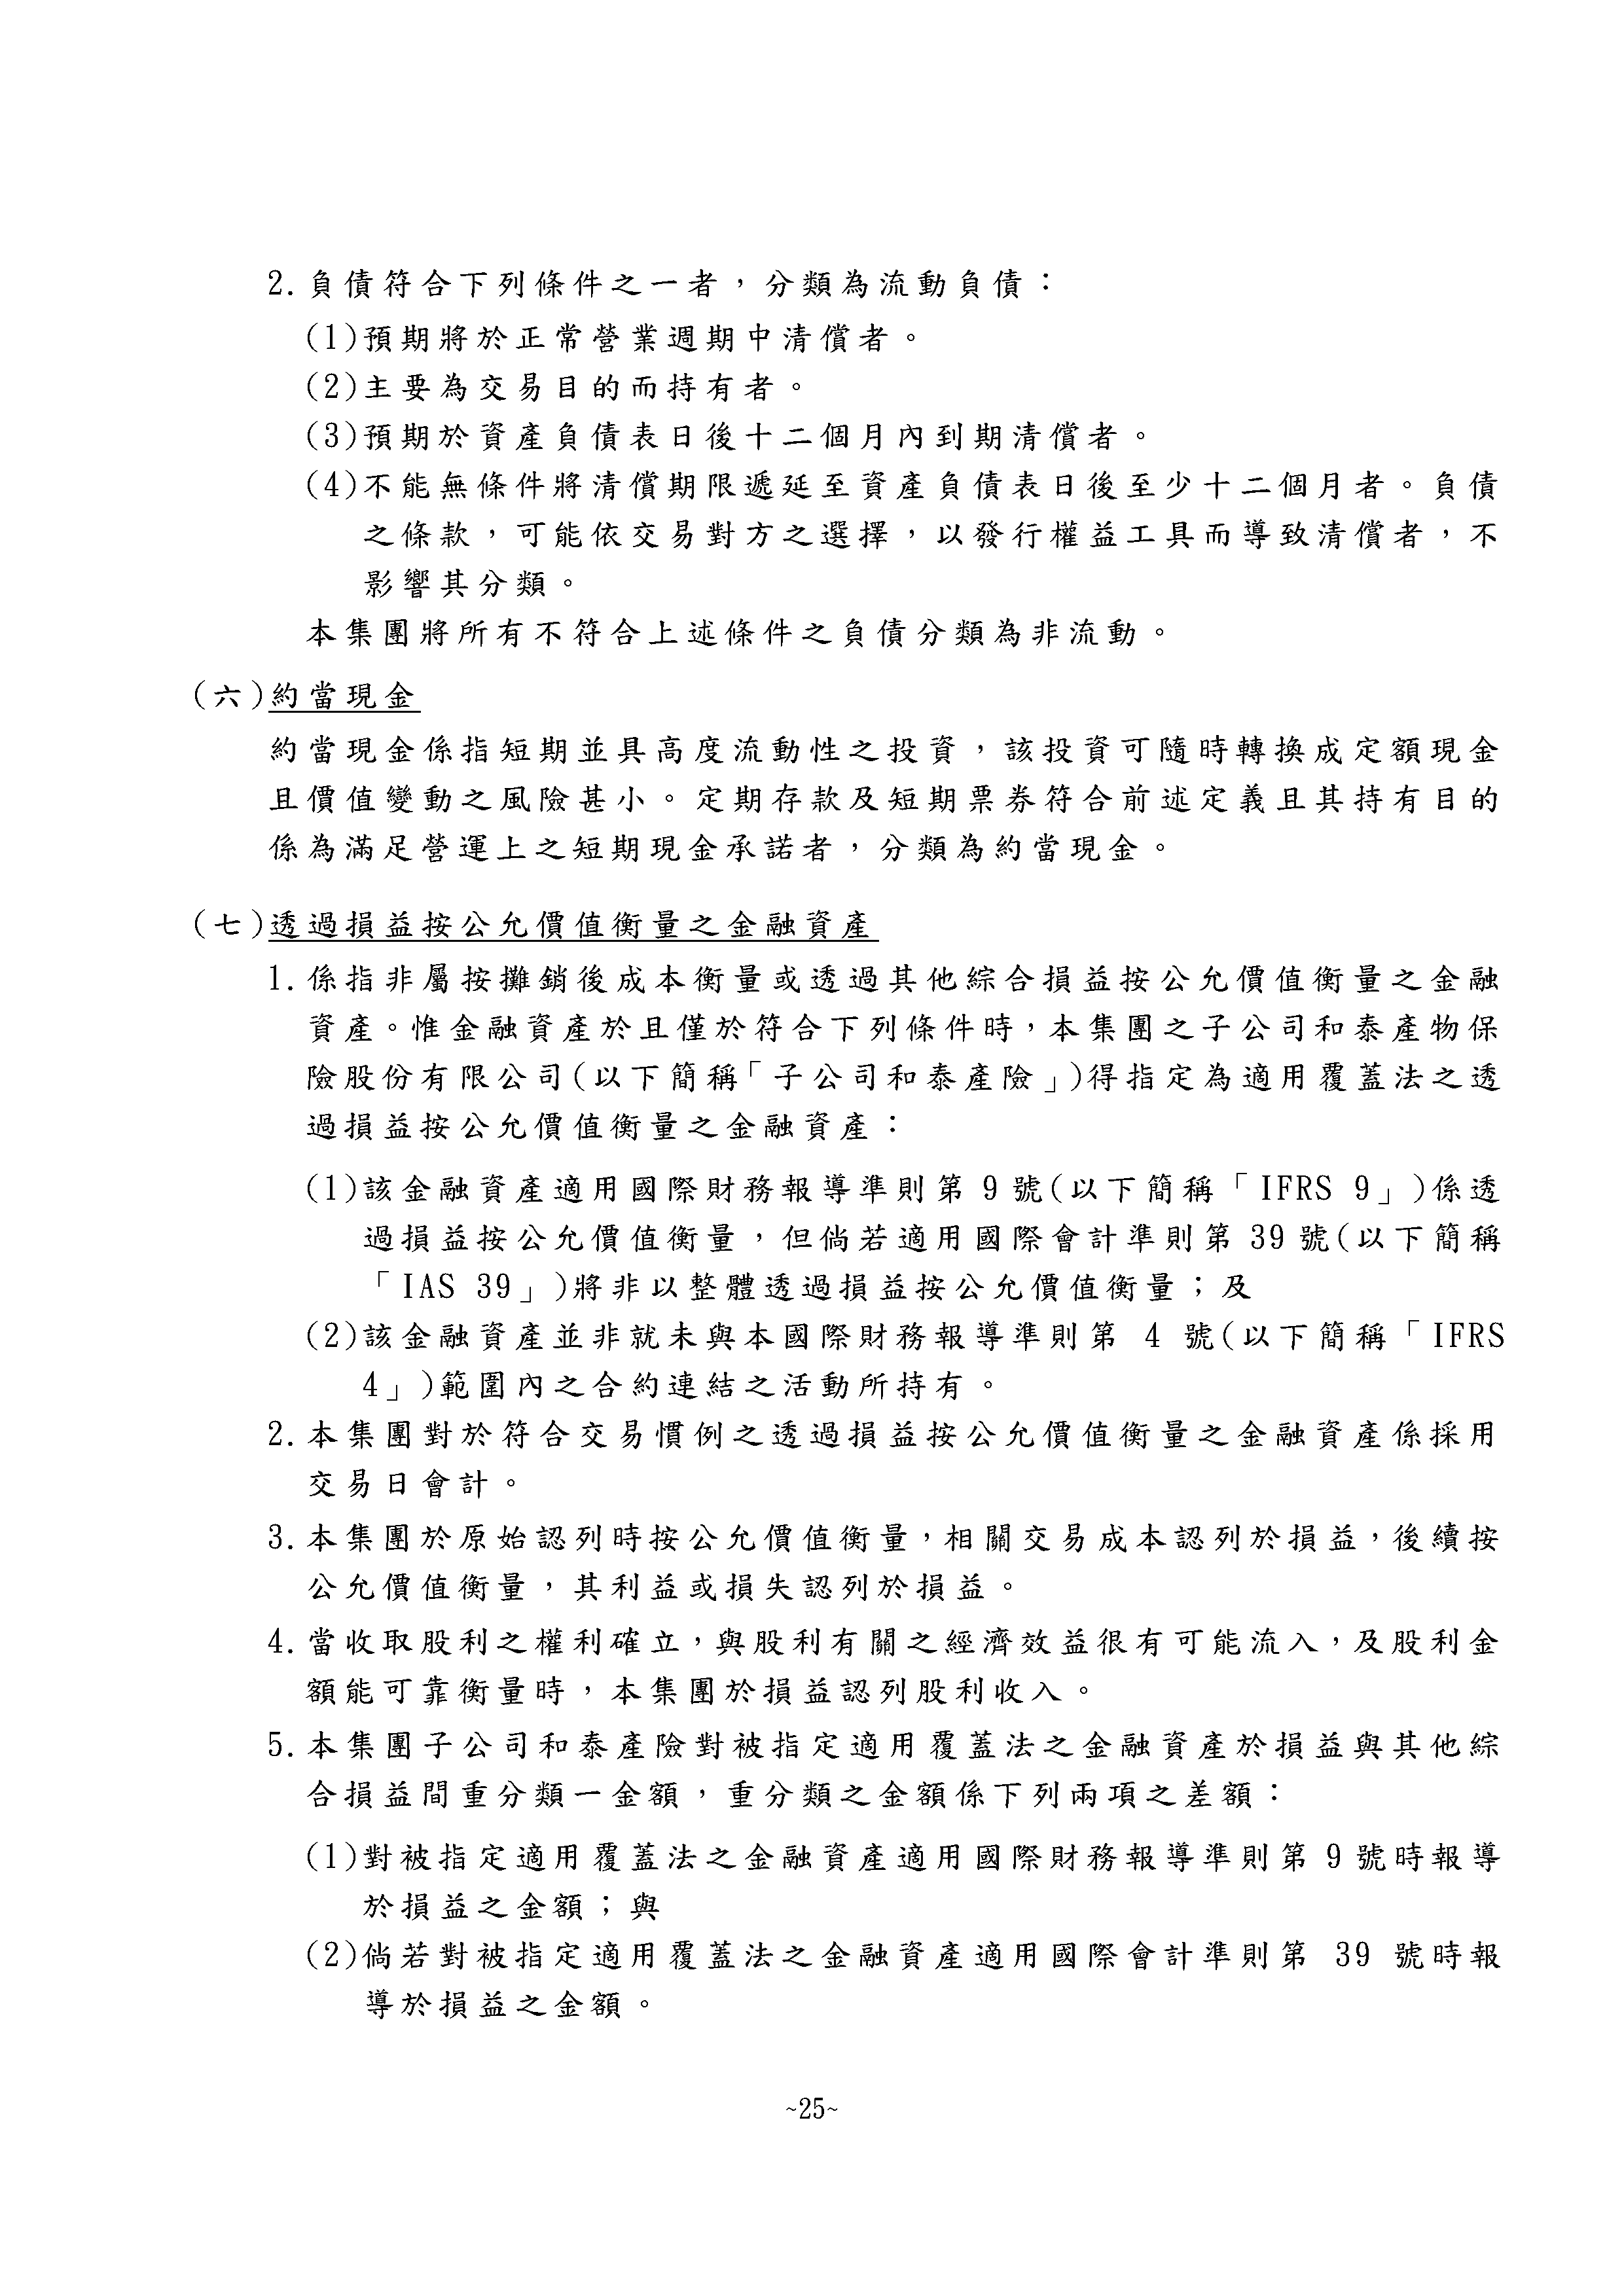 2.負債符合下列條件之一者，分類為流動負債：
(1)預期將於正常營業週期中清償者。
(2)主要為交易目的而持有者。
(3)預期於資產負債表日後十二個月內到期清償者。
(4)不能無條件將清償期限遞延至資產負債表日後至少十二個月者。負債
之條款，可能依交易對方之選擇，以發行權益工具而導致清償者，不
影響其分類。
本集團將所有不符合上述條件之負債分類為非流動。
(六)約當現金
約當現金係指短期並具高度流動性之投資，該投資可隨時轉換成定額現金
且價值變動之風險甚小。定期存款及短期票券符合前述定義且其持有目的
係為滿足營運上之短期現金承諾者，分類為約當現金。
(七)透過損益按公允價值衡量之金融資產
1.係指非屬按攤銷後成本衡量或透過其他綜合損益按公允價值衡量之金融
資產。惟金融資產於且僅於符合下列條件時，本集團之子公司和泰產物保
險股份有限公司(以下簡稱「子公司和泰產險」)得指定為適用覆蓋法之透
過損益按公允價值衡量之金融資產：
(1)該金融資產適用國際財務報導準則第 9 號(以下簡稱「IFRS 9」)係透
過損益按公允價值衡量，但倘若適用國際會計準則第 39 號(以下簡稱
「IAS 39」)將非以整體透過損益按公允價值衡量；及
(2)該金融資產並非就未與本國際財務報導準則第 4 號(以下簡稱「IFRS
4」)範圍內之合約連結之活動所持有。
2.本集團對於符合交易慣例之透過損益按公允價值衡量之金融資產係採用
交易日會計。
3.本集團於原始認列時按公允價值衡量，相關交易成本認列於損益，後續按
公允價值衡量，其利益或損失認列於損益。
4.當收取股利之權利確立，與股利有關之經濟效益很有可能流入，及股利金
額能可靠衡量時，本集團於損益認列股利收入。
5.本集團子公司和泰產險對被指定適用覆蓋法之金融資產於損益與其他綜
合損益間重分類一金額，重分類之金額係下列兩項之差額：
(1)對被指定適用覆蓋法之金融資產適用國際財務報導準則第 9 號時報導
於損益之金額；與
(2)倘若對被指定適用覆蓋法之金融資產適用國際會計準則第 39 號時報
導於損益之金額。
~25~